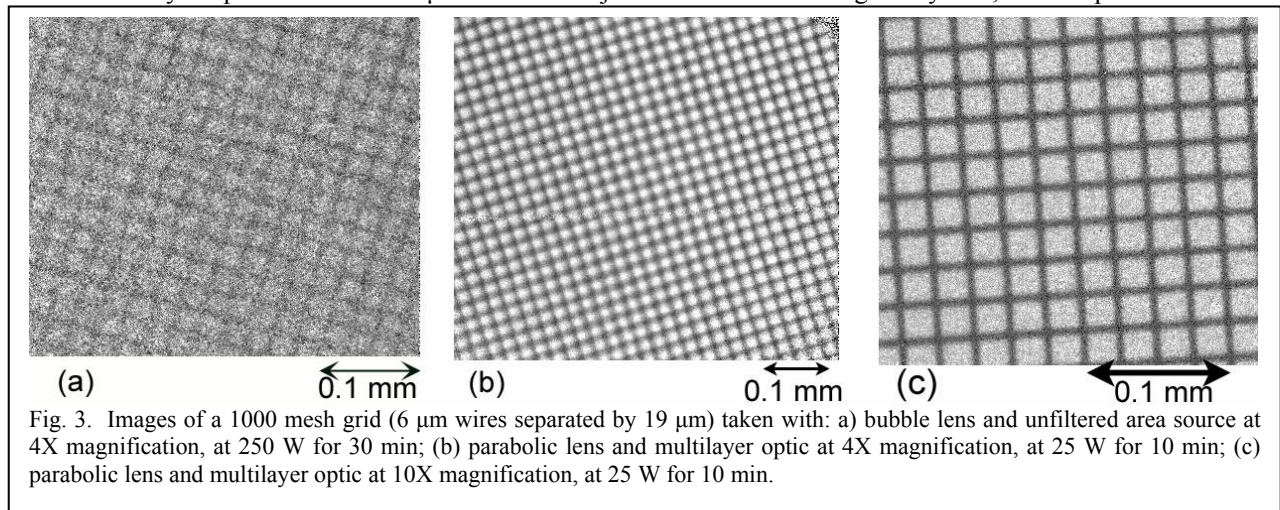 (a)
0.1 mm
(b)
0.1 mm
(c)
0.1 mm
Fig. 3. Images of a 1000 mesh grid (6 μm wires separated by 19 μm) taken with: a) bubble lens and unfiltered area source at
4X magnification, at 250 W for 30 min; (b) parabolic lens and multilayer optic at 4X magnification, at 25 W for 10 min; (c)
parabolic lens and multilayer optic at 10X magnification, at 25 W for 10 min.